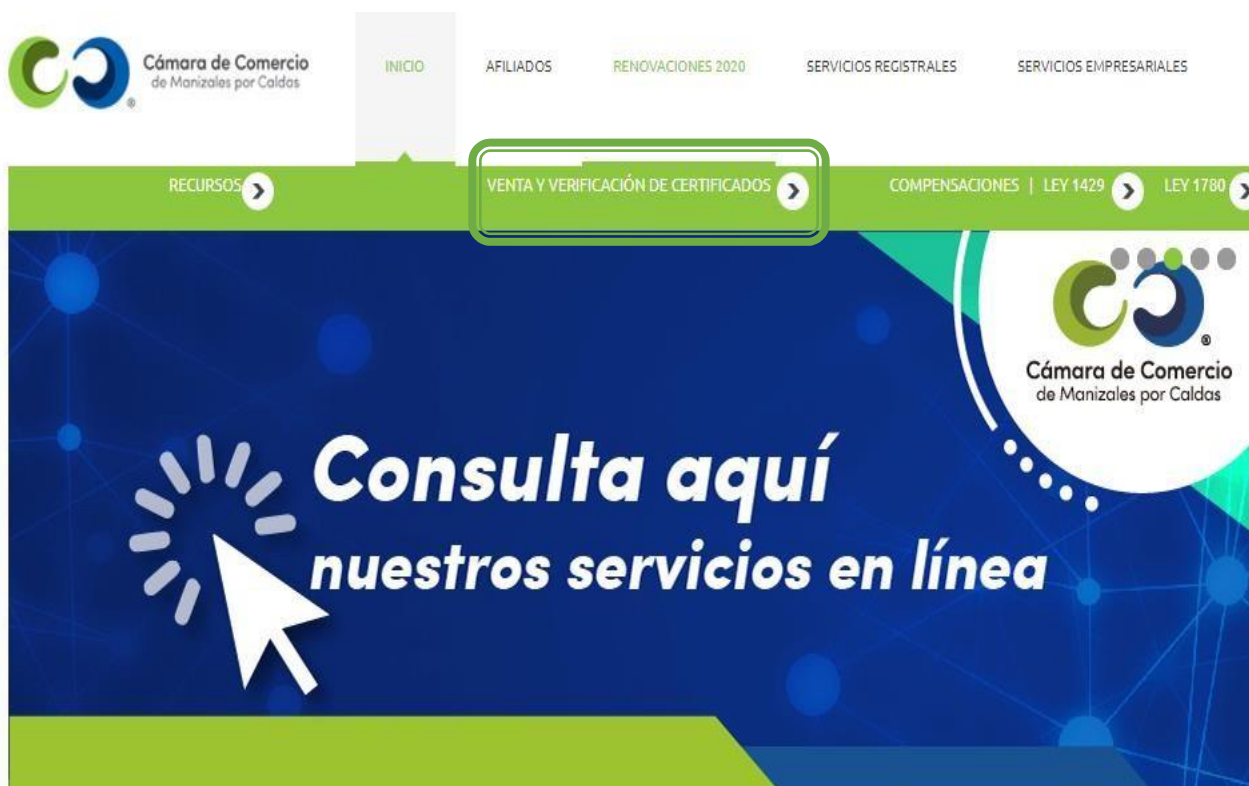 Cámara de Comercio
de Manizales por Caldas
®
INICIO
AFILIADOS
RENOVACIONES 2020
SERVICIOS REGISTRALES
SERVICIOS EMPRESARIALES
RECURSOS
VENTA Y VERIFICACIÓN DE CERTIFICADOS
COMPENSACIONES | LEY 1429
LEY 1780
®
Cámara de Comercio
de Manizales por Caldas
Consulta aquí
nuestros servicios en línea